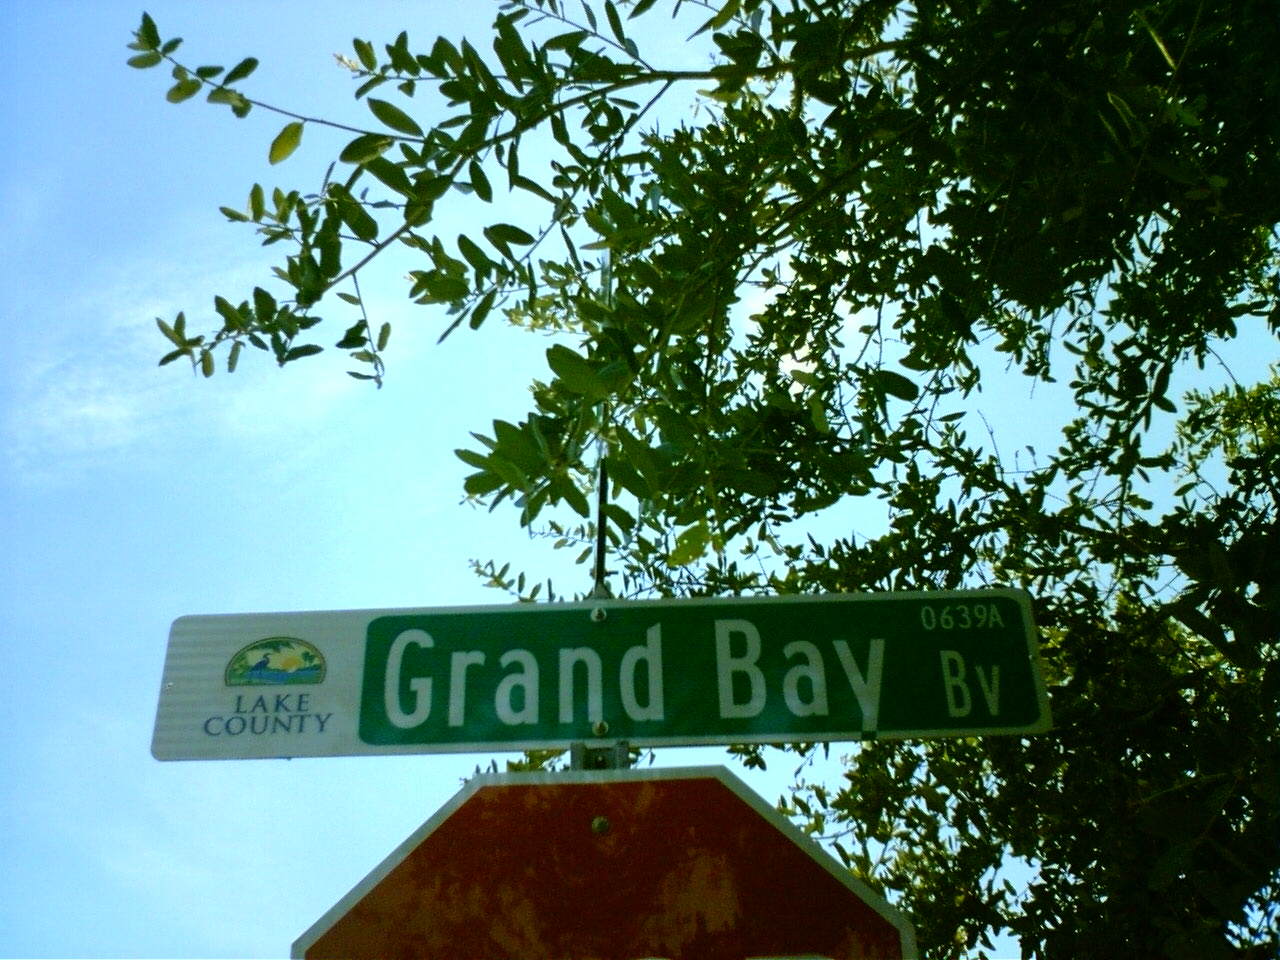 LAKE
COUNTY
Grand Bay Bv
0639A